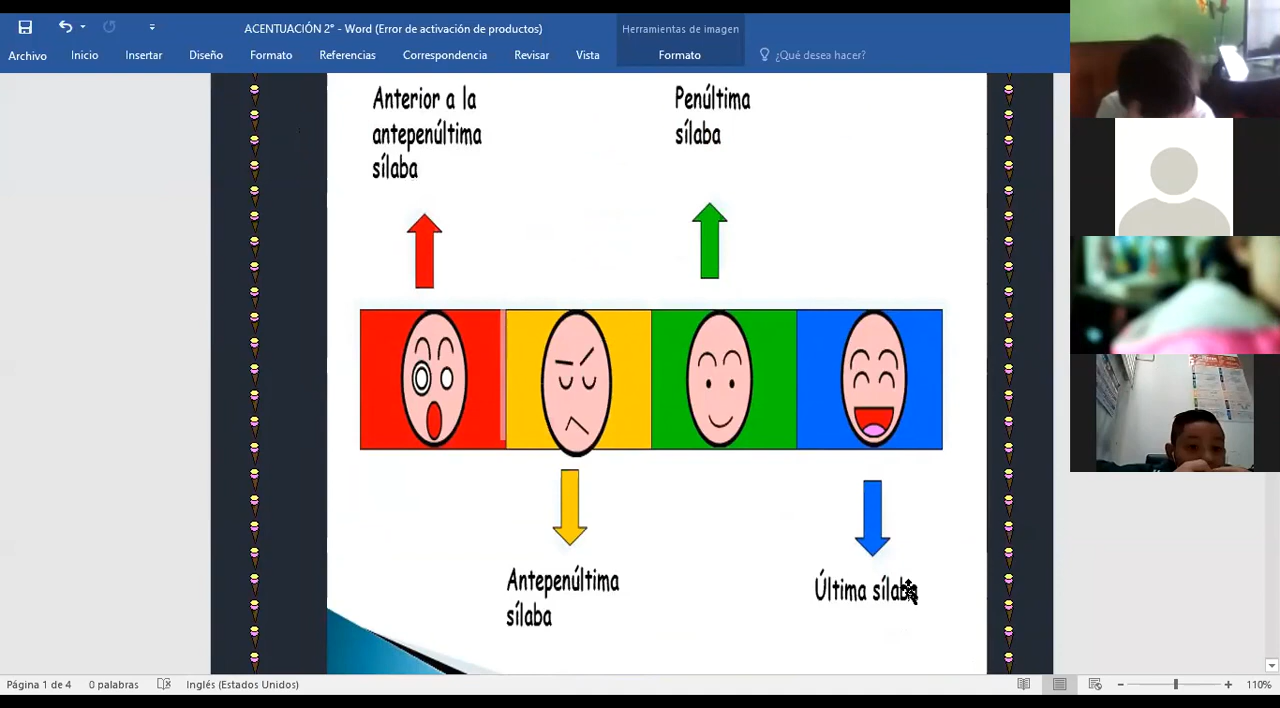 ACENTUACIÓN 2° - Word (Error de activación de productos)
Herramientas de imagen
Archivo Inicio Insertar Diseño Formato Referencias Correspondencia Revisar Vista Formato ¿Qué desea hacer?
Anterior a la
antepenúltima
sílaba
Penúltima
sílaba
Antepenúltima
sílaba
Última sílaba
Página 1 de 4 0 palabras Inglés (Estados Unidos) 110%